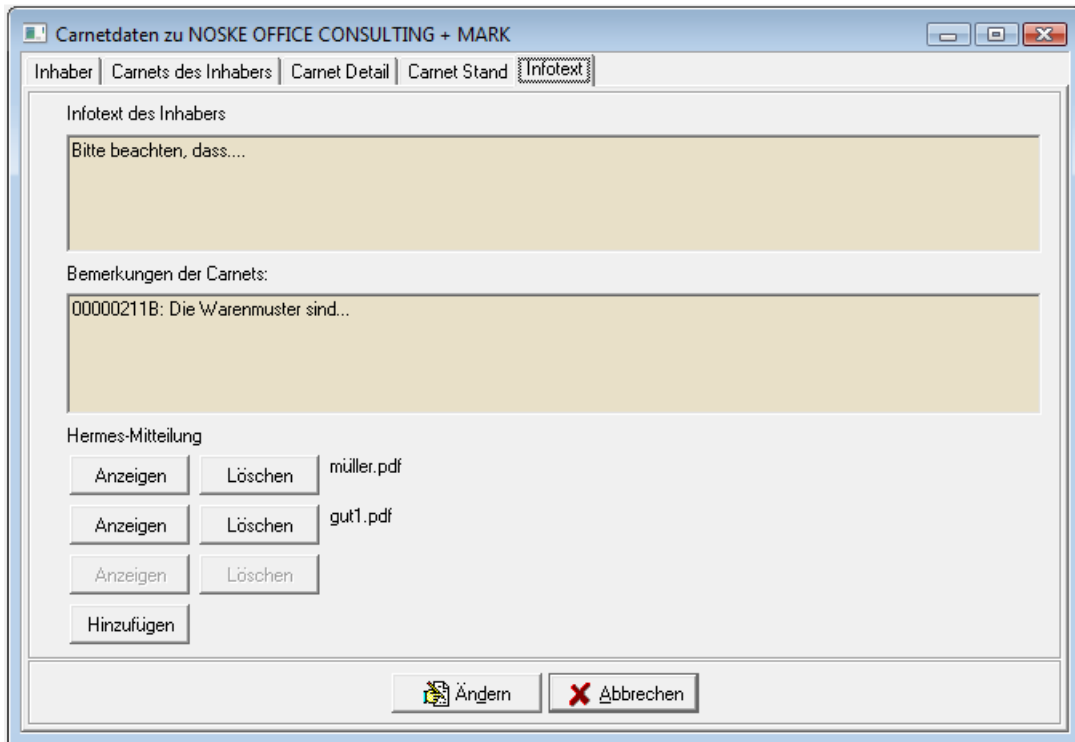 Carnetdaten zu NOSKE OFFICE CONSULTING + MARK
Inhaber Carnets des Inhabers Carnet Detail Carnet Stand Infotext
Infotext des Inhabers
Bitte beachten, dass....
Bemerkungen der Carnets:
00000211B: Die Warenmuster sind...
Hermes-Mitteilung
Anzeigen Löschen müller.pdf
Anzeigen Löschen gut1.pdf
Anzeigen Löschen
Hinzufügen
Ändern Abbrechen